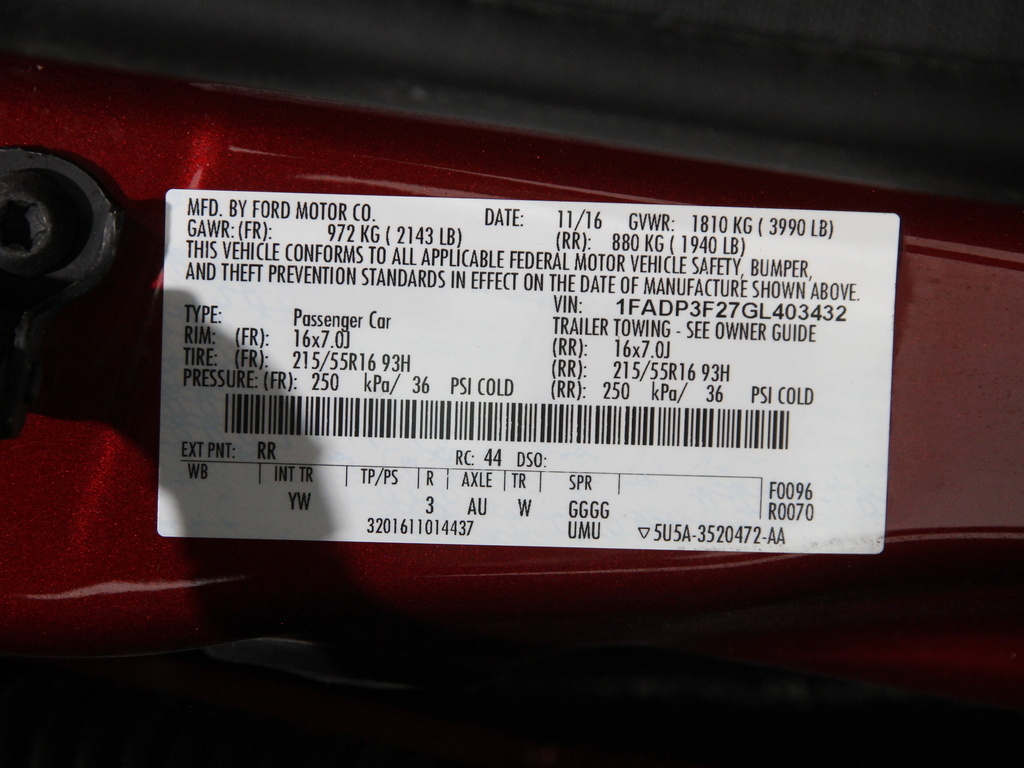 MFD. BY FORD MOTOR CO. DATE: 11/16 GVWR: 1810 KG ( 3990 LB)
GAWR: (FR): 972 KG ( 2143 LB) (RR): 880 KG ( 1940 LB)
THIS VEHICLE CONFORMS TO ALL APPLICABLE FEDERAL MOTOR VEHICLE SAFETY, BUMPER,
AND THEFT PREVENTION STANDARDS IN EFFECT ON THE DATE OF MANUFACTURE SHOWN ABOVE.
VIN: 1FADP3F27GL403432
TYPE: Passenger Car TRAILER TOWING - SEE OWNER GUIDE
RIM: (FR): 16x7.0J (RR): 16x7.0J
TIRE: (FR): 215/55R16 93H (RR): 215/55R16 93H
PRESSURE: (FR): 250 kPa/ 36 PSI COLD (RR): 250 kPa/ 36 PSI COLD
EXT PNT: RR RC: 44 DSO:
WB INT TR TP/PS R AXLE TR SPR F0096
YW 3 AU W GGGG R0070
3201611014437 UMU ▽5U5A-3520472-AA